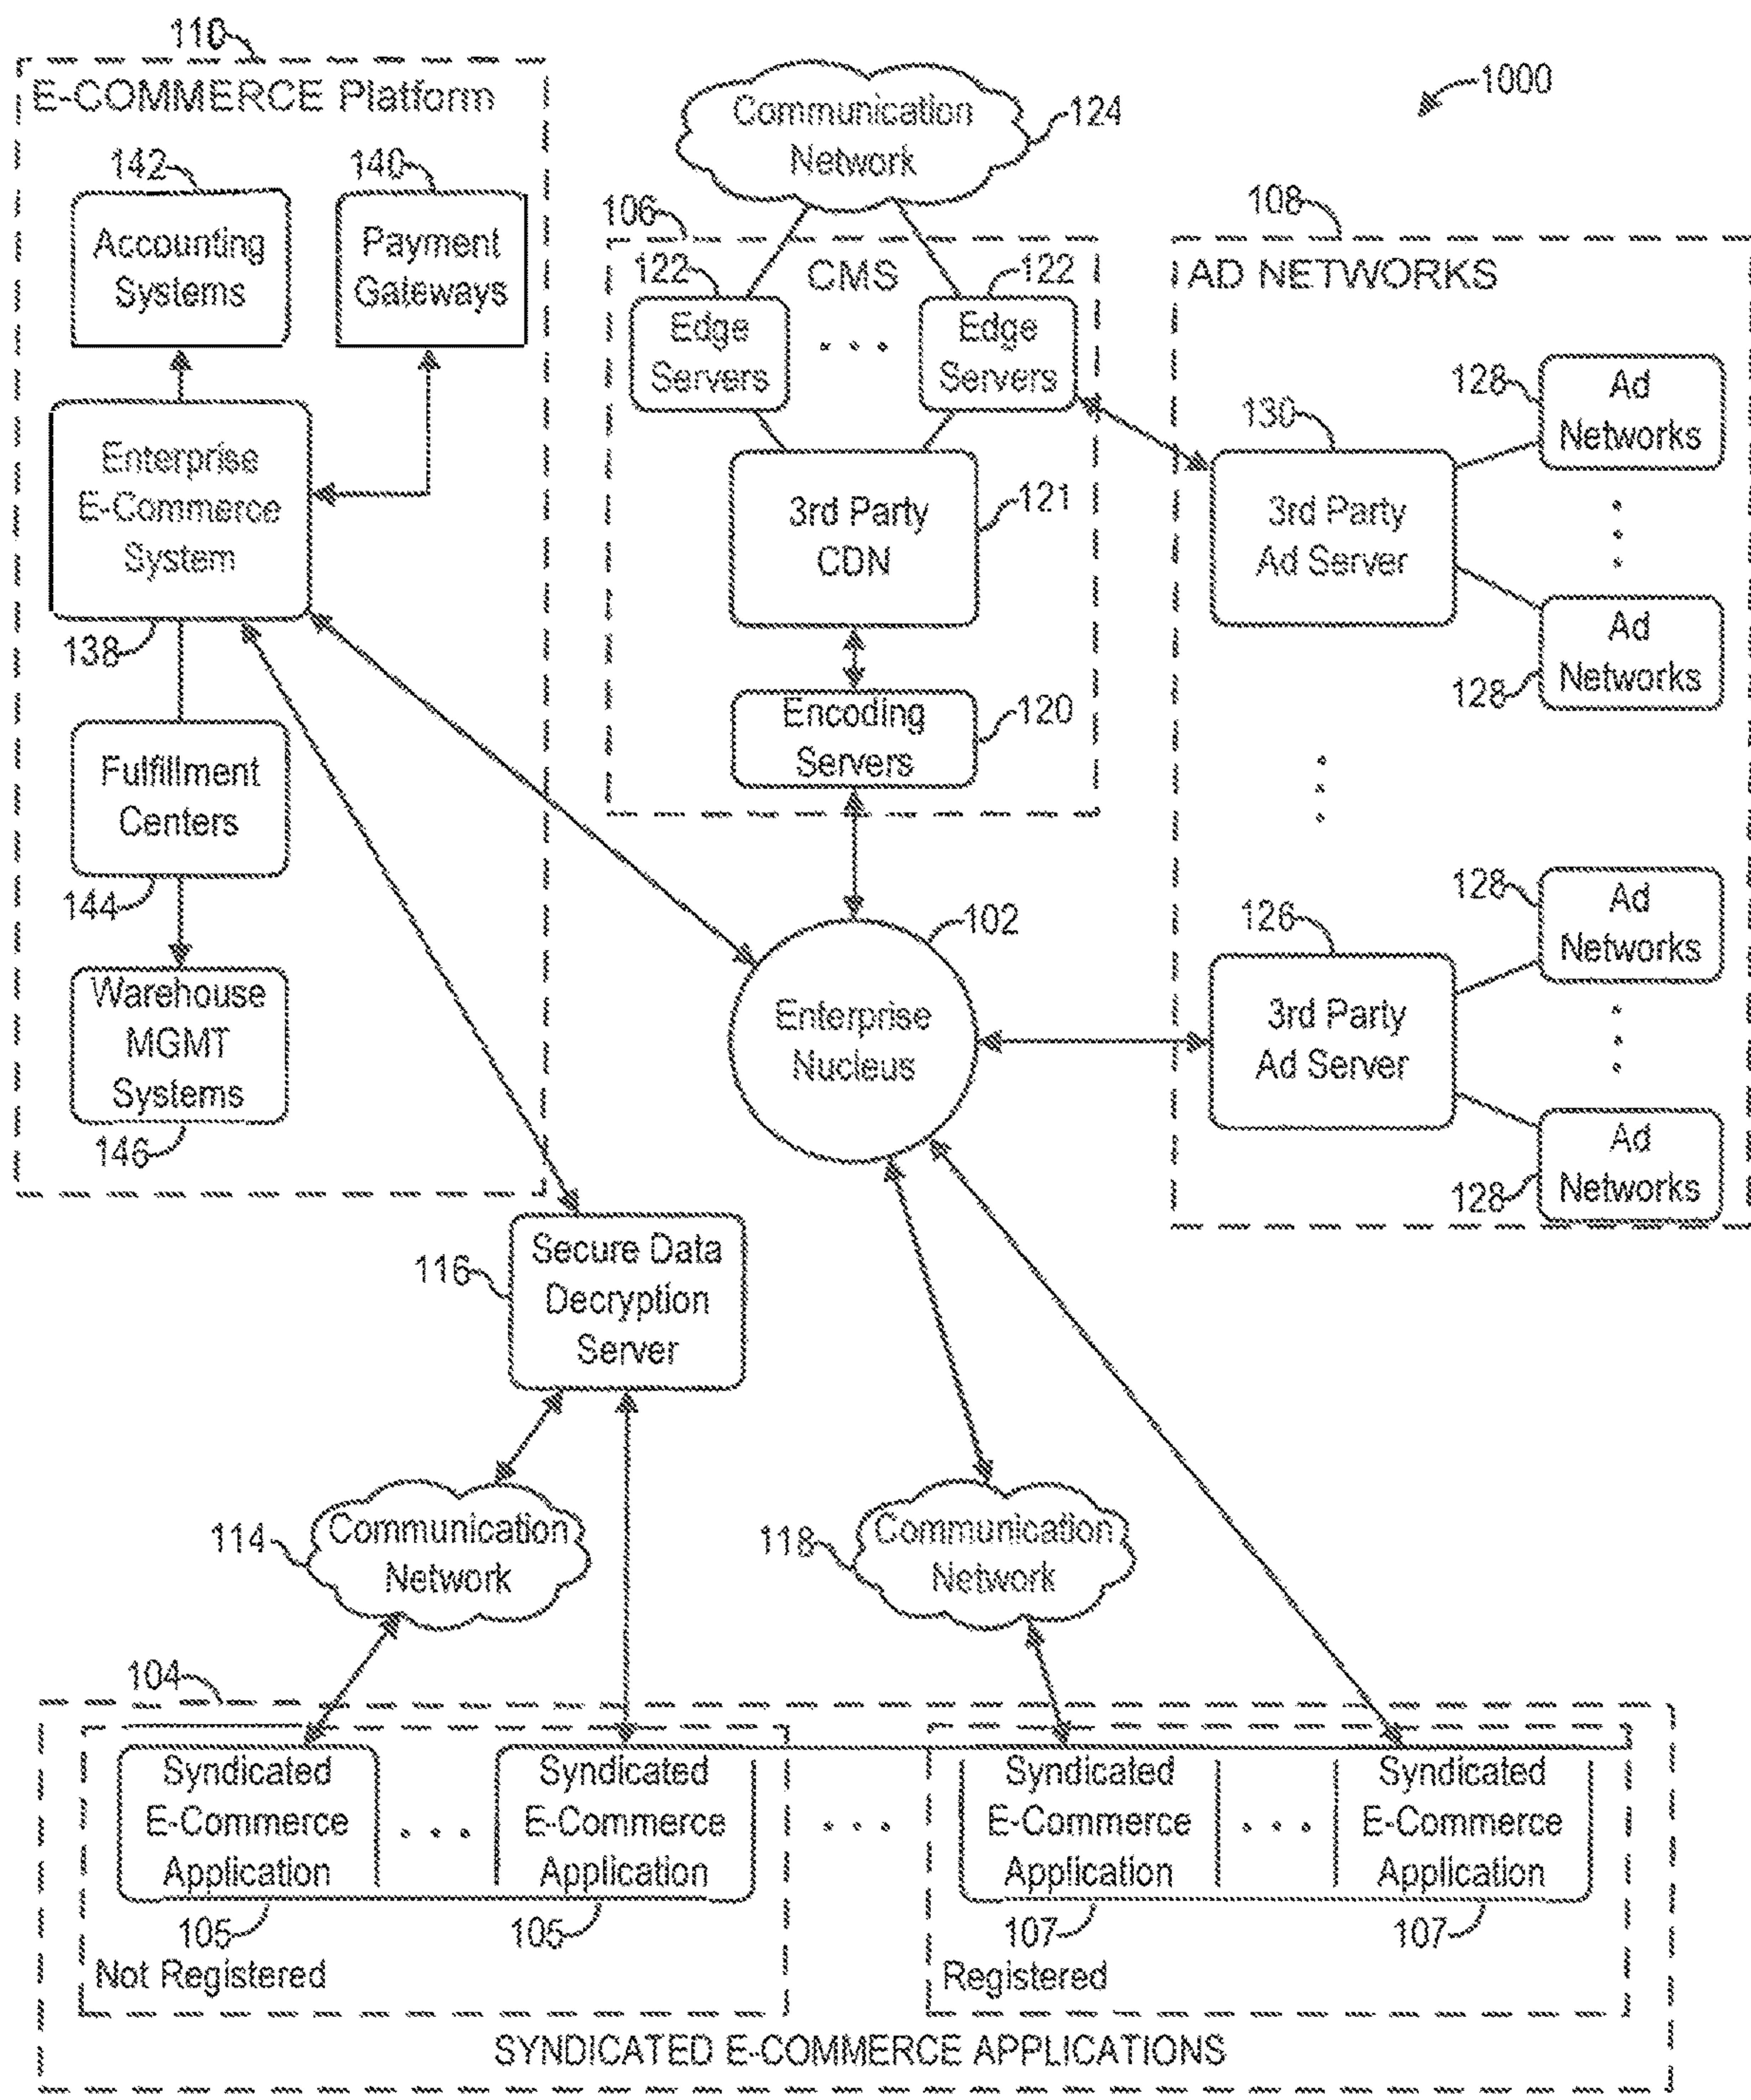 110
E-COMMERCE Platform
142
Accounting
Systems
140
Payment
Gateways
Enterprise
E-Commerce
System
138
Fulfillment
Centers
144
Warehouse
MGMT
Systems
146
Communication
Network
124
1000
106
CMS
122
Edge
Servers
...
122
Edge
Servers
3rd Party
CDN
121
Encoding
Servers
120
108
AD NETWORKS
130
3rd Party
Ad Server
128
Ad
Networks
128
Ad
Networks
126
3rd Party
Ad Server
128
Ad
Networks
128
Ad
Networks
102
Enterprise
Nucleus
116
Secure Data
Decryption
Server
114
Communication
Network
118
Communication
Network
104
Syndicated
E-Commerce
Application
105
...
Syndicated
E-Commerce
Application
105
Not Registered
...
Syndicated
E-Commerce
Application
107
...
Syndicated
E-Commerce
Application
107
Registered
SYNDICATED E-COMMERCE APPLICATIONS